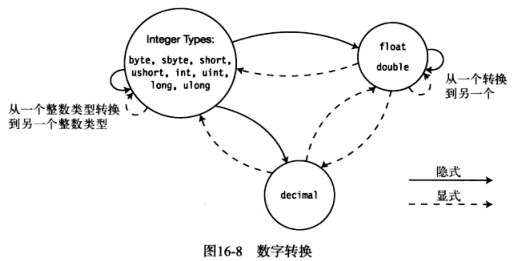 Integer Types:
byte, sbyte, short,
ushort, int, uint,
long, ulong
float
double
从一个转换
到另一个
从一个整数类型转换
到另一个整数类型
decimal
隐式
显式
图16-8 数字转换